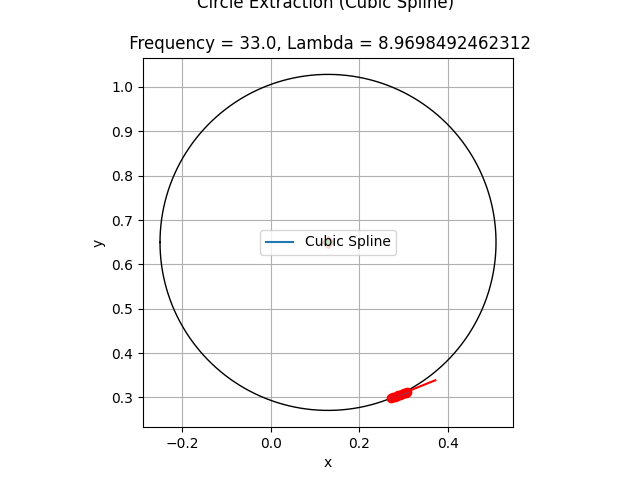 Circle Extraction (Cubic Spline)
Frequency = 33.0, Lambda = 8.9698492462312
1.0
0.9
0.8
0.7
0.6
0.5
0.4
0.3
y
Cubic Spline
−0.2
0.0
0.2
0.4
x